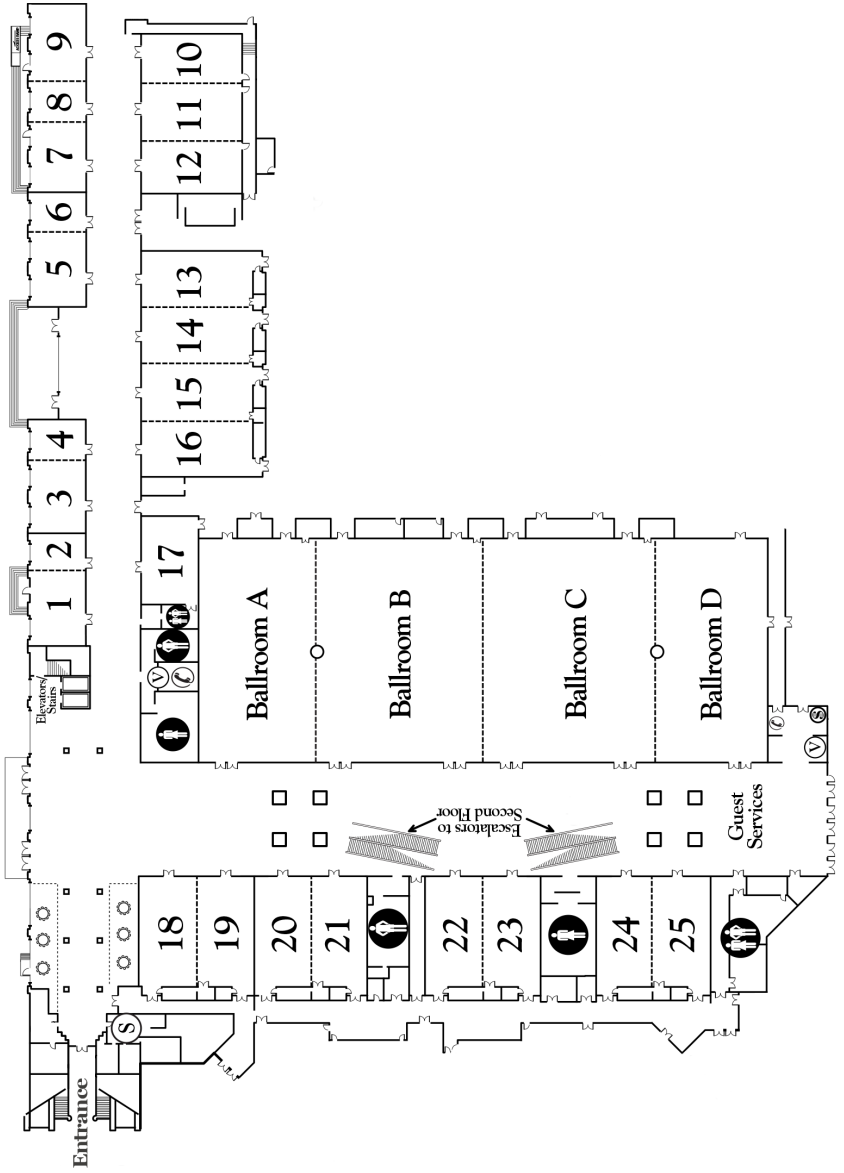 9
8
7
6
5
4
3
2
1
10
11
12
13
14
15
16
17
Elevators/
Stairs
V
Ballroom A
Ballroom B
Ballroom C
Ballroom D
V
S
Escalators to
Second Floor
Guest
Services
18
19
20
21
22
23
24
25
S
Entrance